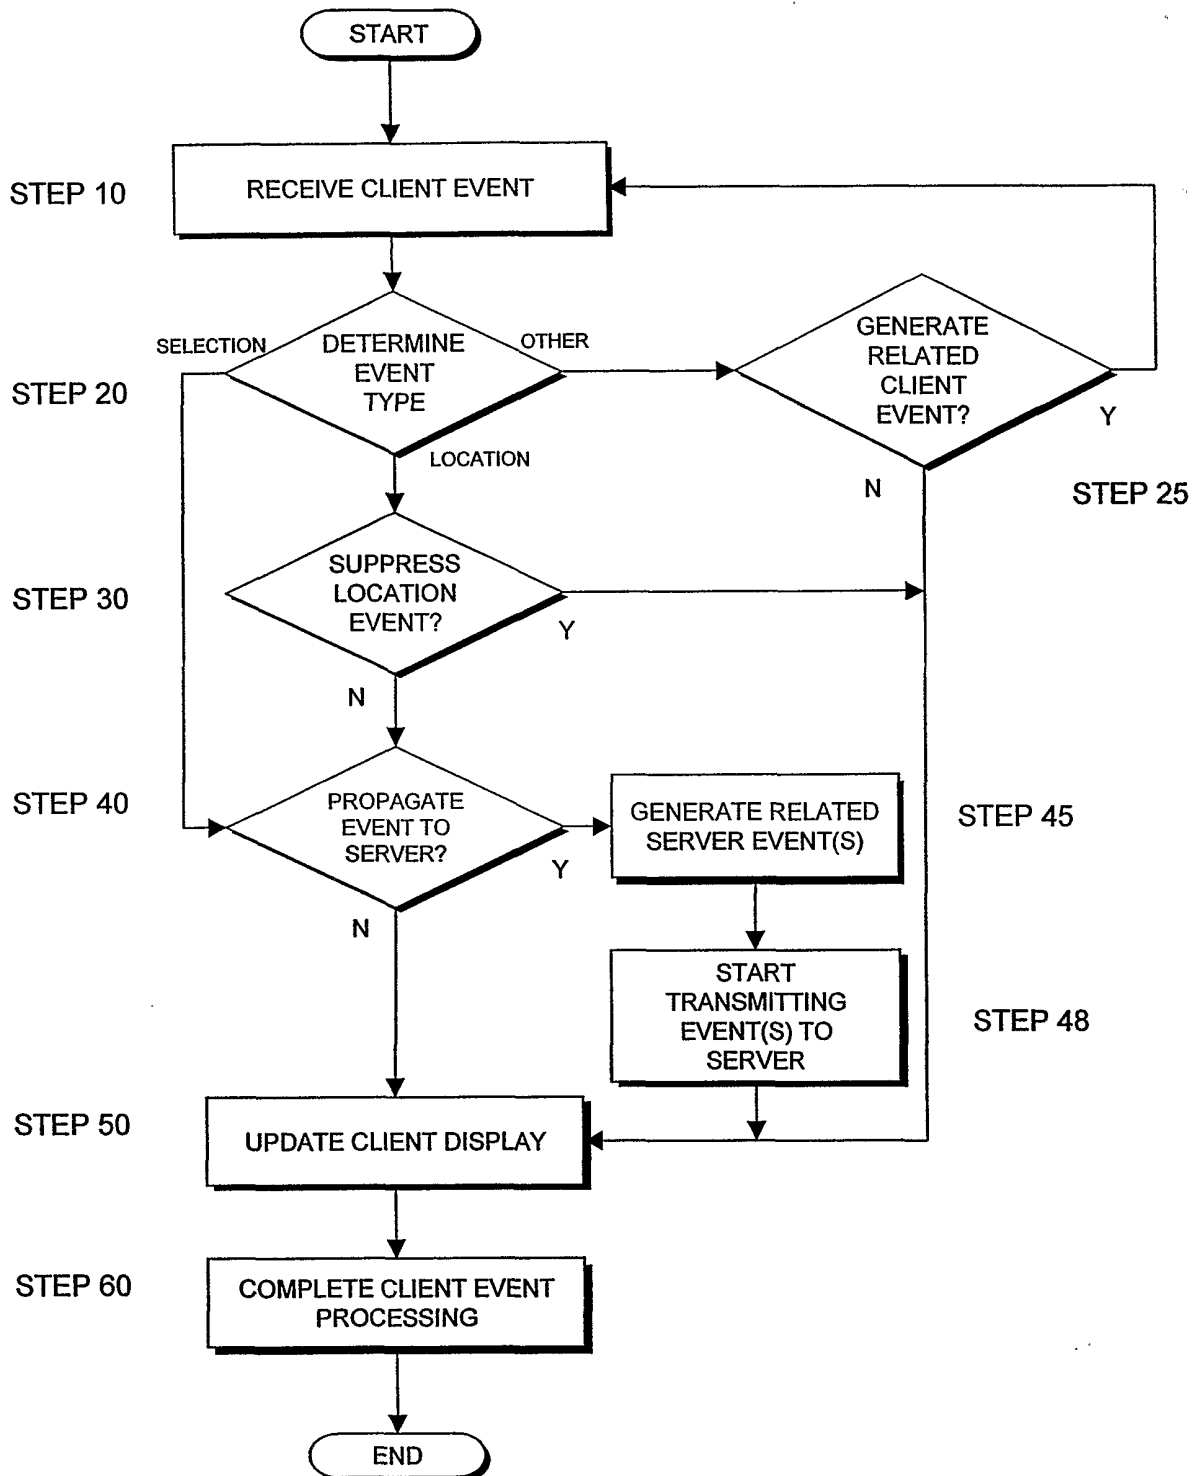 START
STEP 10
RECEIVE CLIENT EVENT
SELECTION
DETERMINE
EVENT
TYPE
OTHER
GENERATE
RELATED
CLIENT
EVENT?
STEP 20
Y
LOCATION
N
STEP 25
STEP 30
SUPPRESS
LOCATION
EVENT?
Y
N
STEP 40
PROPAGATE
EVENT TO
SERVER?
Y
N
GENERATE RELATED
SERVER EVENT(S)
STEP 45
START
TRANSMITTING
EVENT(S) TO
SERVER
STEP 48
STEP 50
UPDATE CLIENT DISPLAY
STEP 60
COMPLETE CLIENT EVENT
PROCESSING
END